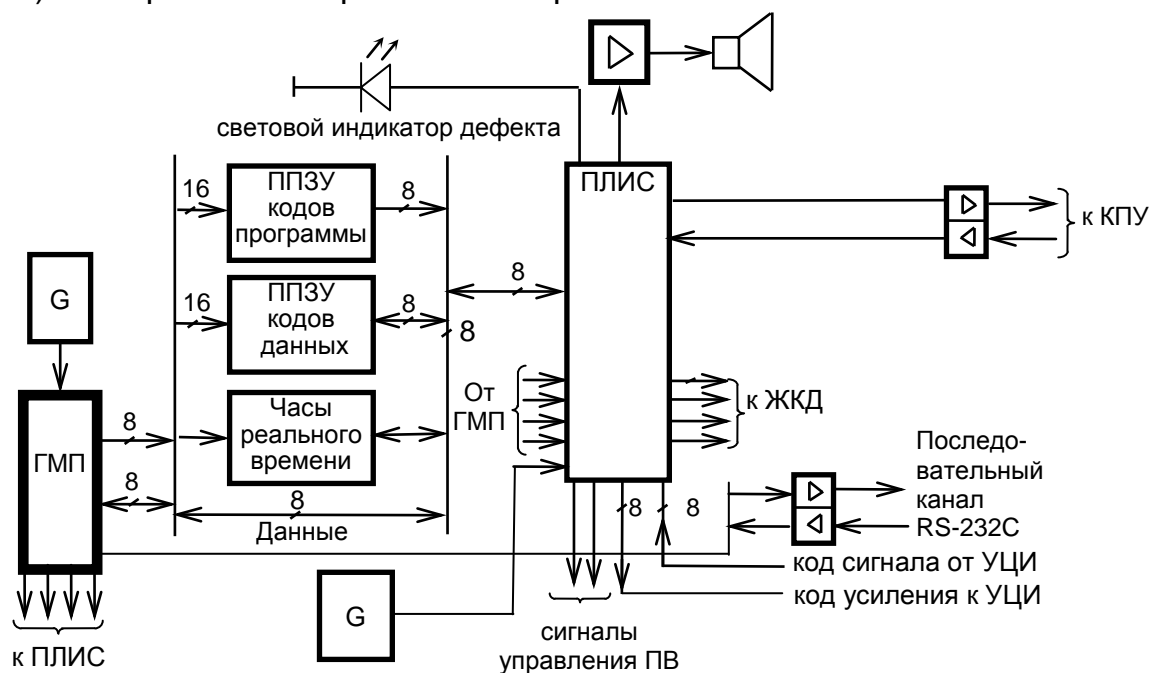 световой индикатор дефекта
ППЗУ
кодов
программы
16
8
ППЗУ
кодов
данных
16
8
8
Часы
реального
времени
G
ГМП
8
8
8
Данные
к ПЛИС
ПЛИС
8
От
ГМП
к КПУ
к ЖКД
Последо-
вательный
канал
RS-232C
8
8
код сигнала от УЦИ
код усиления к УЦИ
G
сигналы
управления ПВ